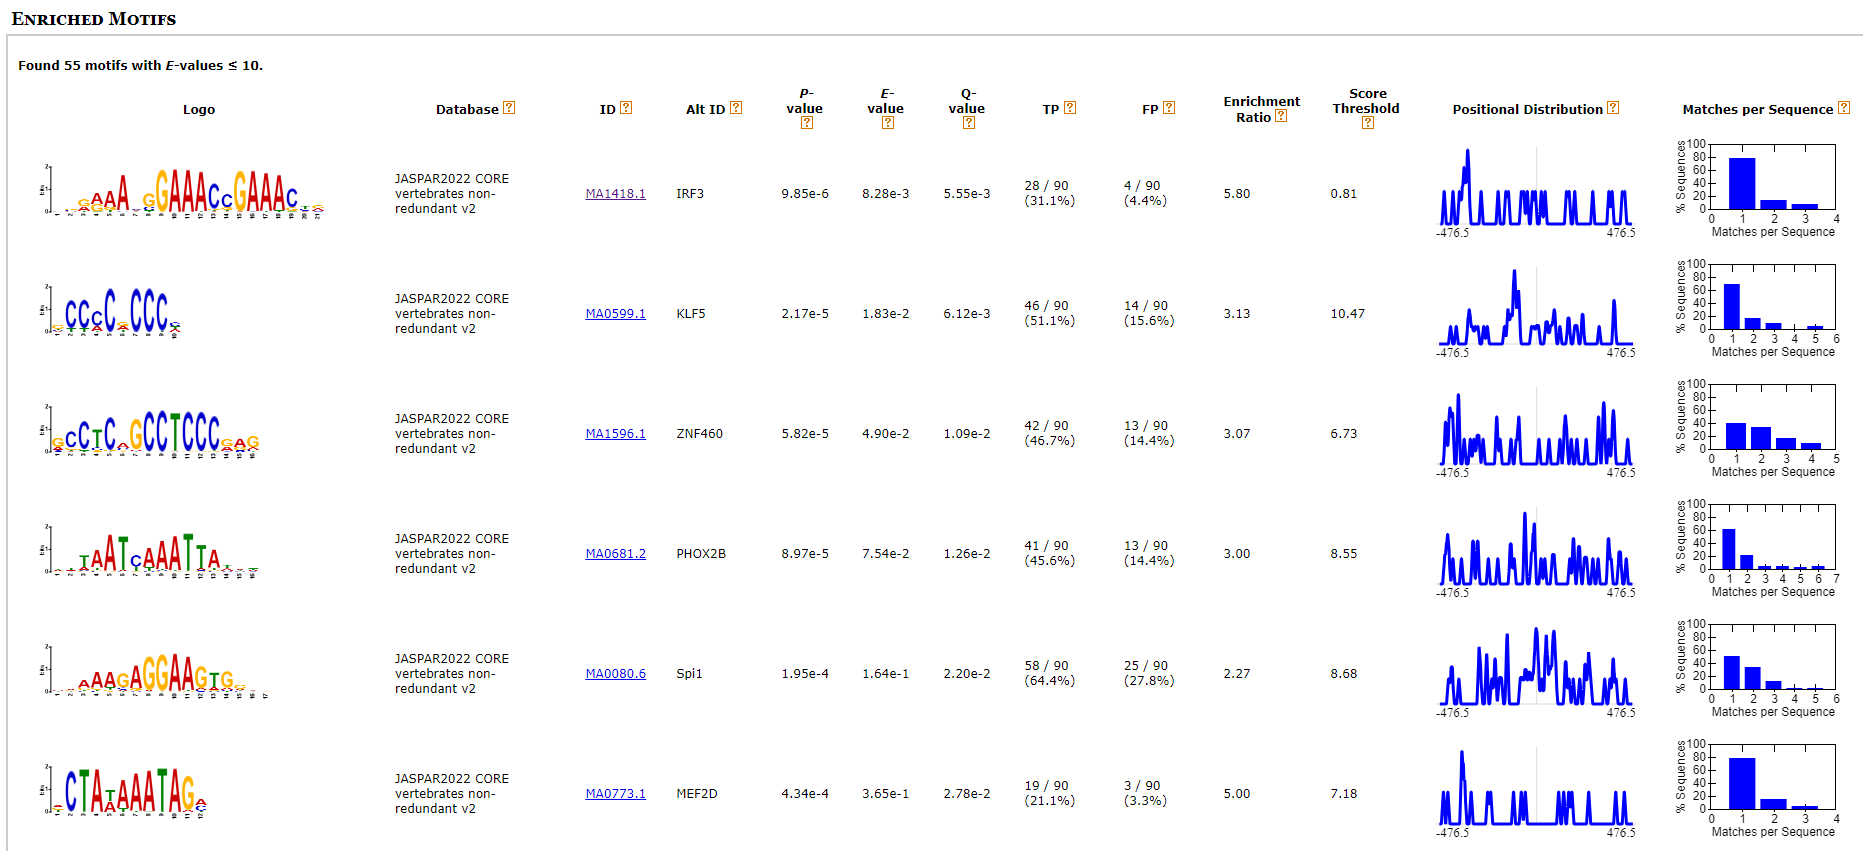 ENRICHED MOTIFS
Found 55 motifs with E-values ≤ 10.
Logo Database ? ID ? Alt ID ? P-value ? E-value ? Q-value ? TP ? FP ? Enrichment Ratio ? Score Threshold ? Positional Distribution ? Matches per Sequence ?
JASPAR2022 CORE
vertebrates non-
redundant v2
MA1418.1 IRF3 9.85e-6 8.28e-3 5.55e-3
28 / 90
(31.1%)
4 / 90
(4.4%)
5.80 0.81
-476.5 476.5
% Sequences
100
80
60
40
20
0
0 1 2 3 4
Matches per Sequence
JASPAR2022 CORE
vertebrates non-
redundant v2
MA0599.1 KLF5 2.17e-5 1.83e-2 6.12e-3
46 / 90
(51.1%)
14 / 90
(15.6%)
3.13 10.47
-476.5 476.5
% Sequences
100
80
60
40
20
0
0 1 2 3 4 5 6
Matches per Sequence
JASPAR2022 CORE
vertebrates non-
redundant v2
MA1596.1 ZNF460 5.82e-5 4.90e-2 1.09e-2
42 / 90
(46.7%)
13 / 90
(14.4%)
3.07 6.73
-476.5 476.5
% Sequences
100
80
60
40
20
0
0 1 2 3 4 5
Matches per Sequence
JASPAR2022 CORE
vertebrates non-
redundant v2
MA0681.2 PHOX2B 8.97e-5 7.54e-2 1.26e-2
41 / 90
(45.6%)
13 / 90
(14.4%)
3.00 8.55
-476.5 476.5
% Sequences
100
80
60
40
20
0
0 1 2 3 4 5 6 7
Matches per Sequence
JASPAR2022 CORE
vertebrates non-
redundant v2
MA0080.6 Spi1 1.95e-4 1.64e-1 2.20e-2
58 / 90
(64.4%)
25 / 90
(27.8%)
2.27 8.68
-476.5 476.5
% Sequences
100
80
60
40
20
0
0 1 2 3 4 5 6
Matches per Sequence
JASPAR2022 CORE
vertebrates non-
redundant v2
MA0773.1 MEF2D 4.34e-4 3.65e-1 2.78e-2
19 / 90
(21.1%)
3 / 90
(3.3%)
5.00 7.18
-476.5 476.5
% Sequences
100
80
60
40
20
0
0 1 2 3 4
Matches per Sequence